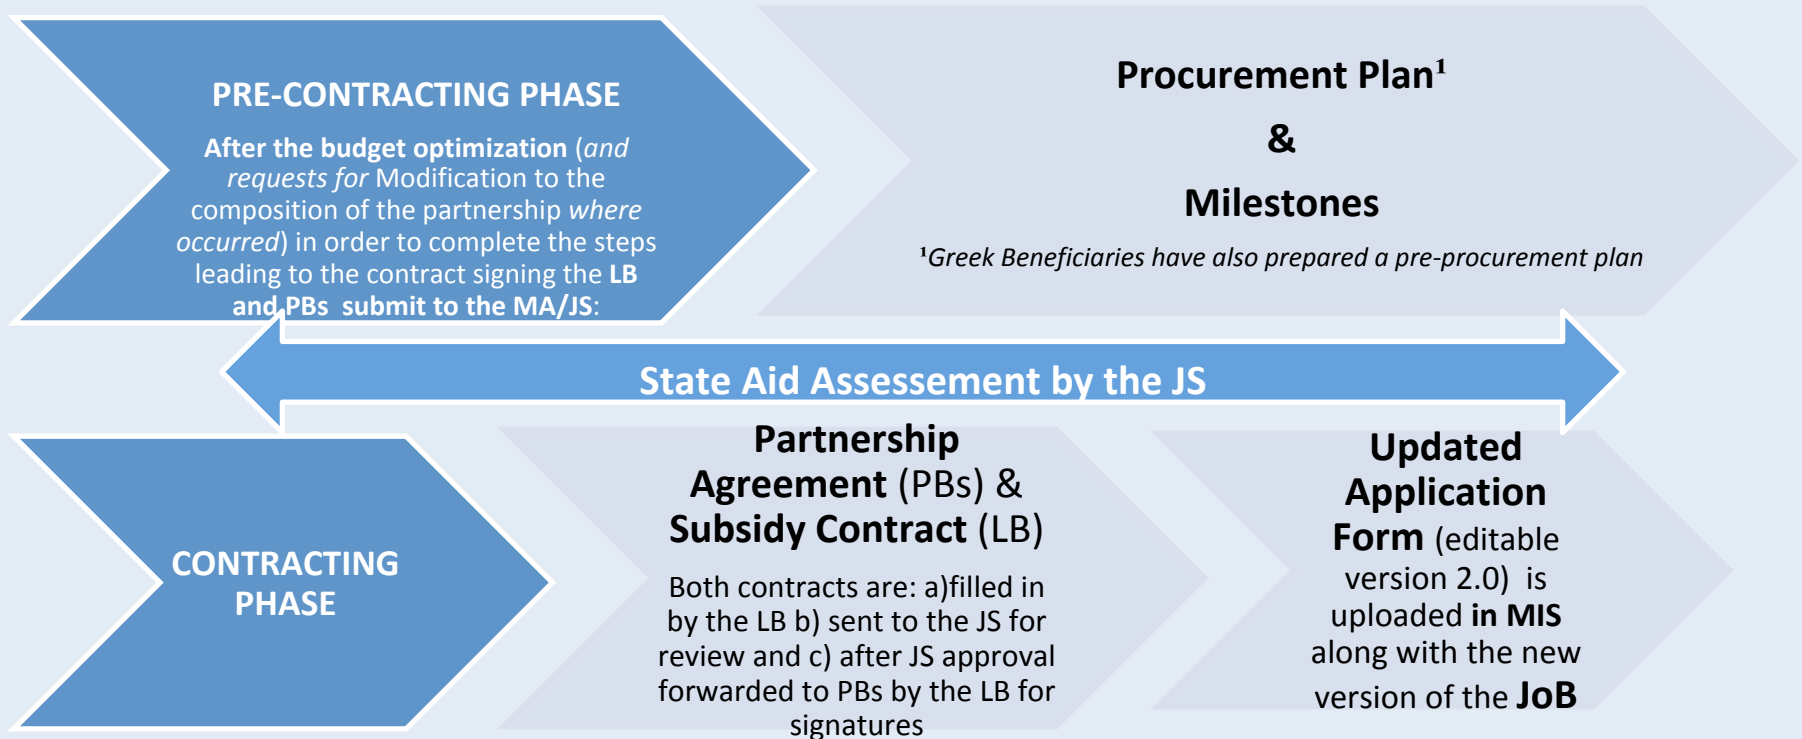 PRE-CONTRACTING PHASE
After the budget optimization (and
requests for Modification to the
composition of the partnership where
occurred) in order to complete the steps
leading to the contract signing the LB
and PBs  submit to the MA/JS:
Procurement Plan¹
&
Milestones
¹Greek Beneficiaries have also prepared a pre-procurement plan
State Aid Assessement by the JS
CONTRACTING
PHASE
Partnership
Agreement (PBs) &
Subsidy Contract (LB)
Both contracts are: a)filled in
by the LB b) sent to the JS for
review and c) after JS approval
forwarded to PBs by the LB for
signatures
Updated
Application
Form (editable
version 2.0)  is
uploaded in MIS
along with the new
version of the JoB